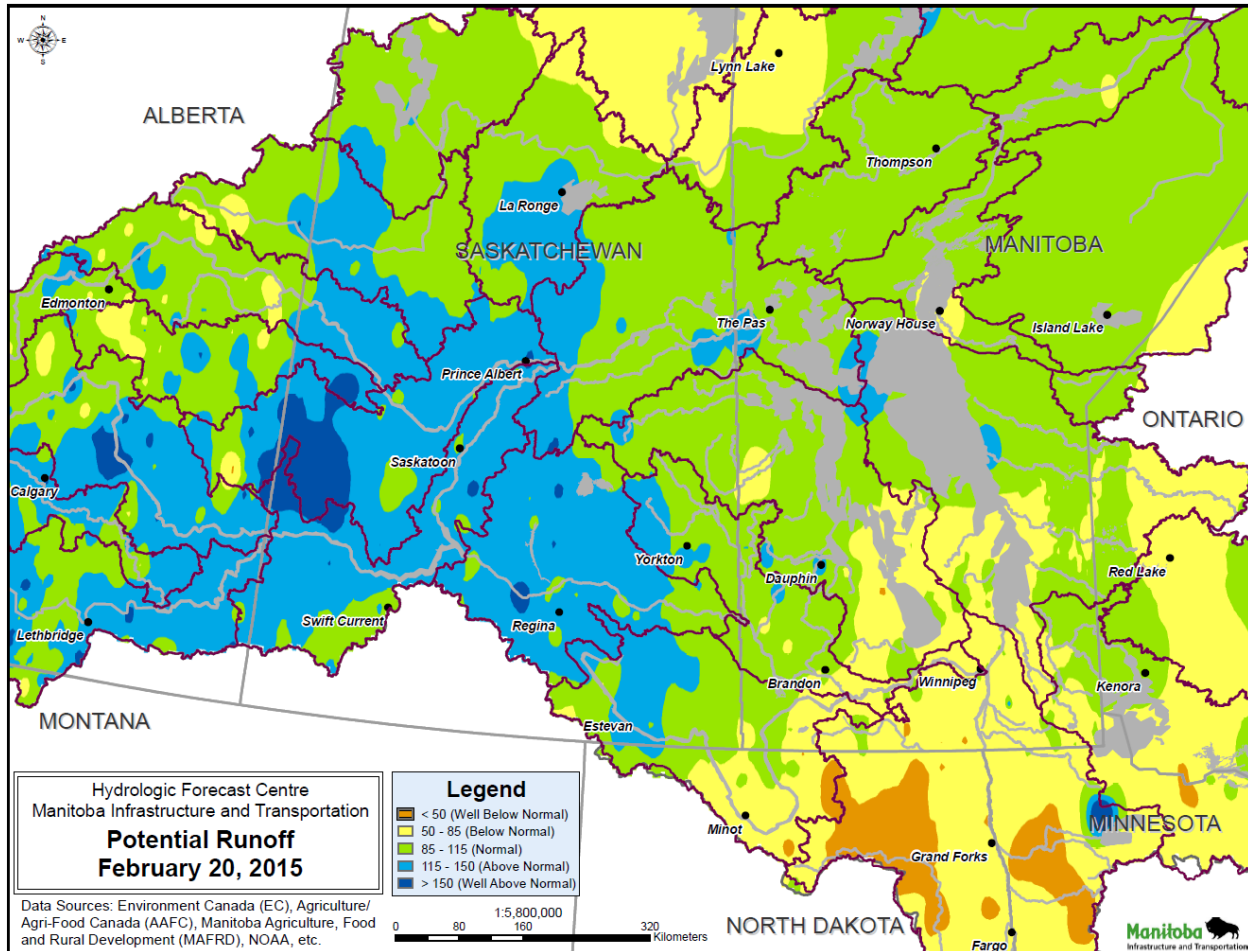 N
W
E
S
Lynn Lake
ALBERTA
Thompson
La Ronge
SASKATCHEWAN
MANITOBA
Edmonton
The Pas
Norway House
Island Lake
Prince Albert
ONTARIO
Saskatoon
Calgary
Yorkton
Dauphin
Red Lake
Lethbridge
Swift Current
Regina
Brandon
Winnipeg
Kenora
MONTANA
Estevan
Minot
MINNESOTA
Grand Forks
NORTH DAKOTA
Fargo
Hydrologic Forecast Centre
Manitoba Infrastructure and Transportation
Potential Runoff
February 20, 2015
Data Sources: Environment Canada (EC), Agriculture/
Agri-Food Canada (AAFC), Manitoba Agriculture, Food
and Rural Development (MAFRD), NOAA, etc.
Legend
< 50 (Well Below Normal)
50 - 85 (Below Normal)
85 - 115 (Normal)
115 - 150 (Above Normal)
> 150 (Well Above Normal)
1:5,800,000
0 80 160 320
Kilometers
Manitoba
Infrastructure and Transportation